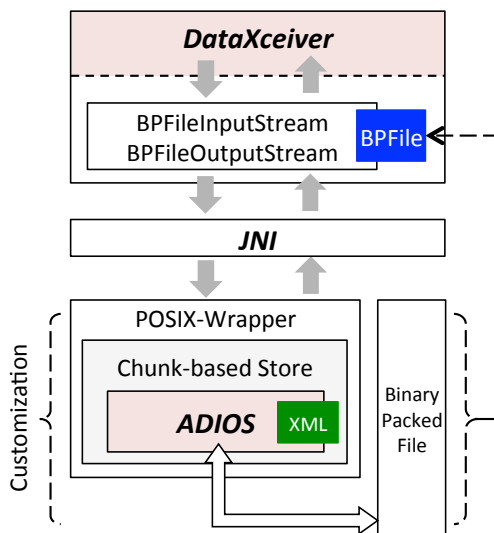 DataXceiver
BPFileInputStream
BPFileOutputStream
BPFile
JNI
POSIX-Wrapper
Chunk-based Store
ADIOS
XML
Customization
Binary
Packed
File